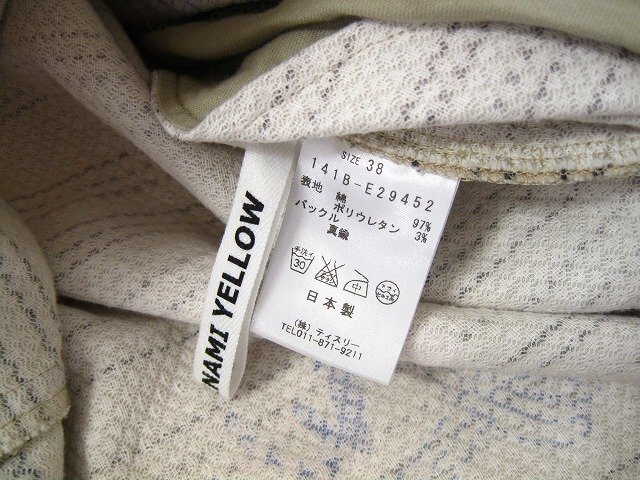 NAMI YELLOW
SIZE 38
141B-E29452
表地 綿 97%
ポリウレタン 3%
バックル
真鍮
30 中
日本製
(株)ティスリー
TEL011-871-9211